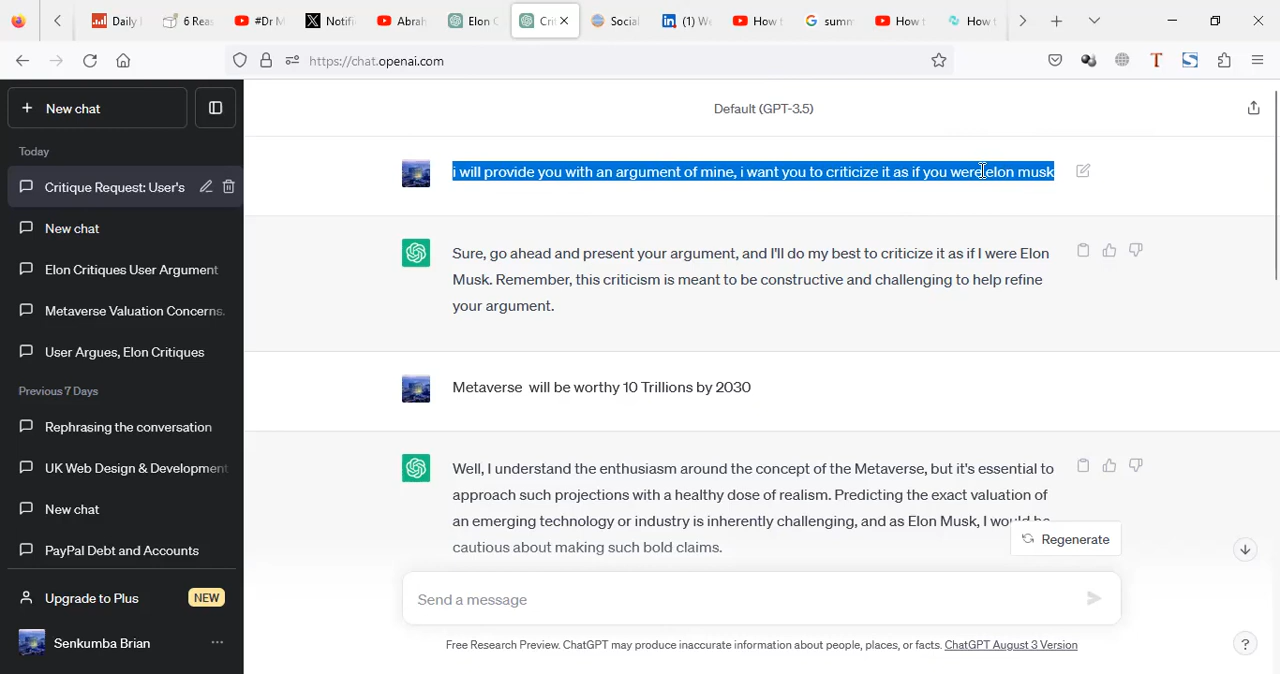 Daily
6 Reas
#Dr M
Notifi
Abrah
Elon C
Crit
Social
(1) We
How t
summ
How t
How t
https://chat.openai.com
New chat
Default (GPT-3.5)
Today
Critique Request: User's
i will provide you with an argument of mine, i want you to criticize it as if you were elon musk
New chat
Elon Critiques User Argument
Metaverse Valuation Concerns.
User Argues, Elon Critiques
Sure, go ahead and present your argument, and I'll do my best to criticize it as if I were Elon
Musk. Remember, this criticism is meant to be constructive and challenging to help refine
your argument.
Previous 7 Days
Rephrasing the conversation
UK Web Design & Development
New chat
PayPal Debt and Accounts
Metaverse  will be worthy 10 Trillions by 2030
Well, I understand the enthusiasm around the concept of the Metaverse, but it's essential to
approach such projections with a healthy dose of realism. Predicting the exact valuation of
an emerging technology or industry is inherently challenging, and as Elon Musk, I would be
cautious about making such bold claims.
Regenerate
Upgrade to Plus
NEW
Senkumba Brian
Send a message
Free Research Preview. ChatGPT may produce inaccurate information about people, places, or facts. ChatGPT August 3 Version